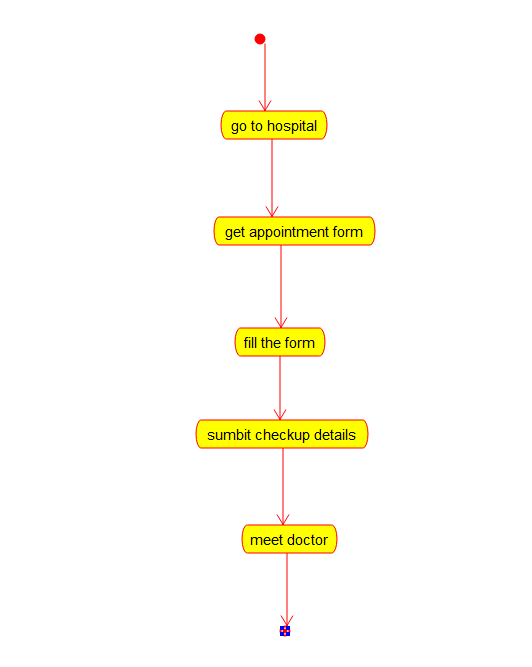 go to hospital
get appointment form
fill the form
sumbit checkup details
meet doctor